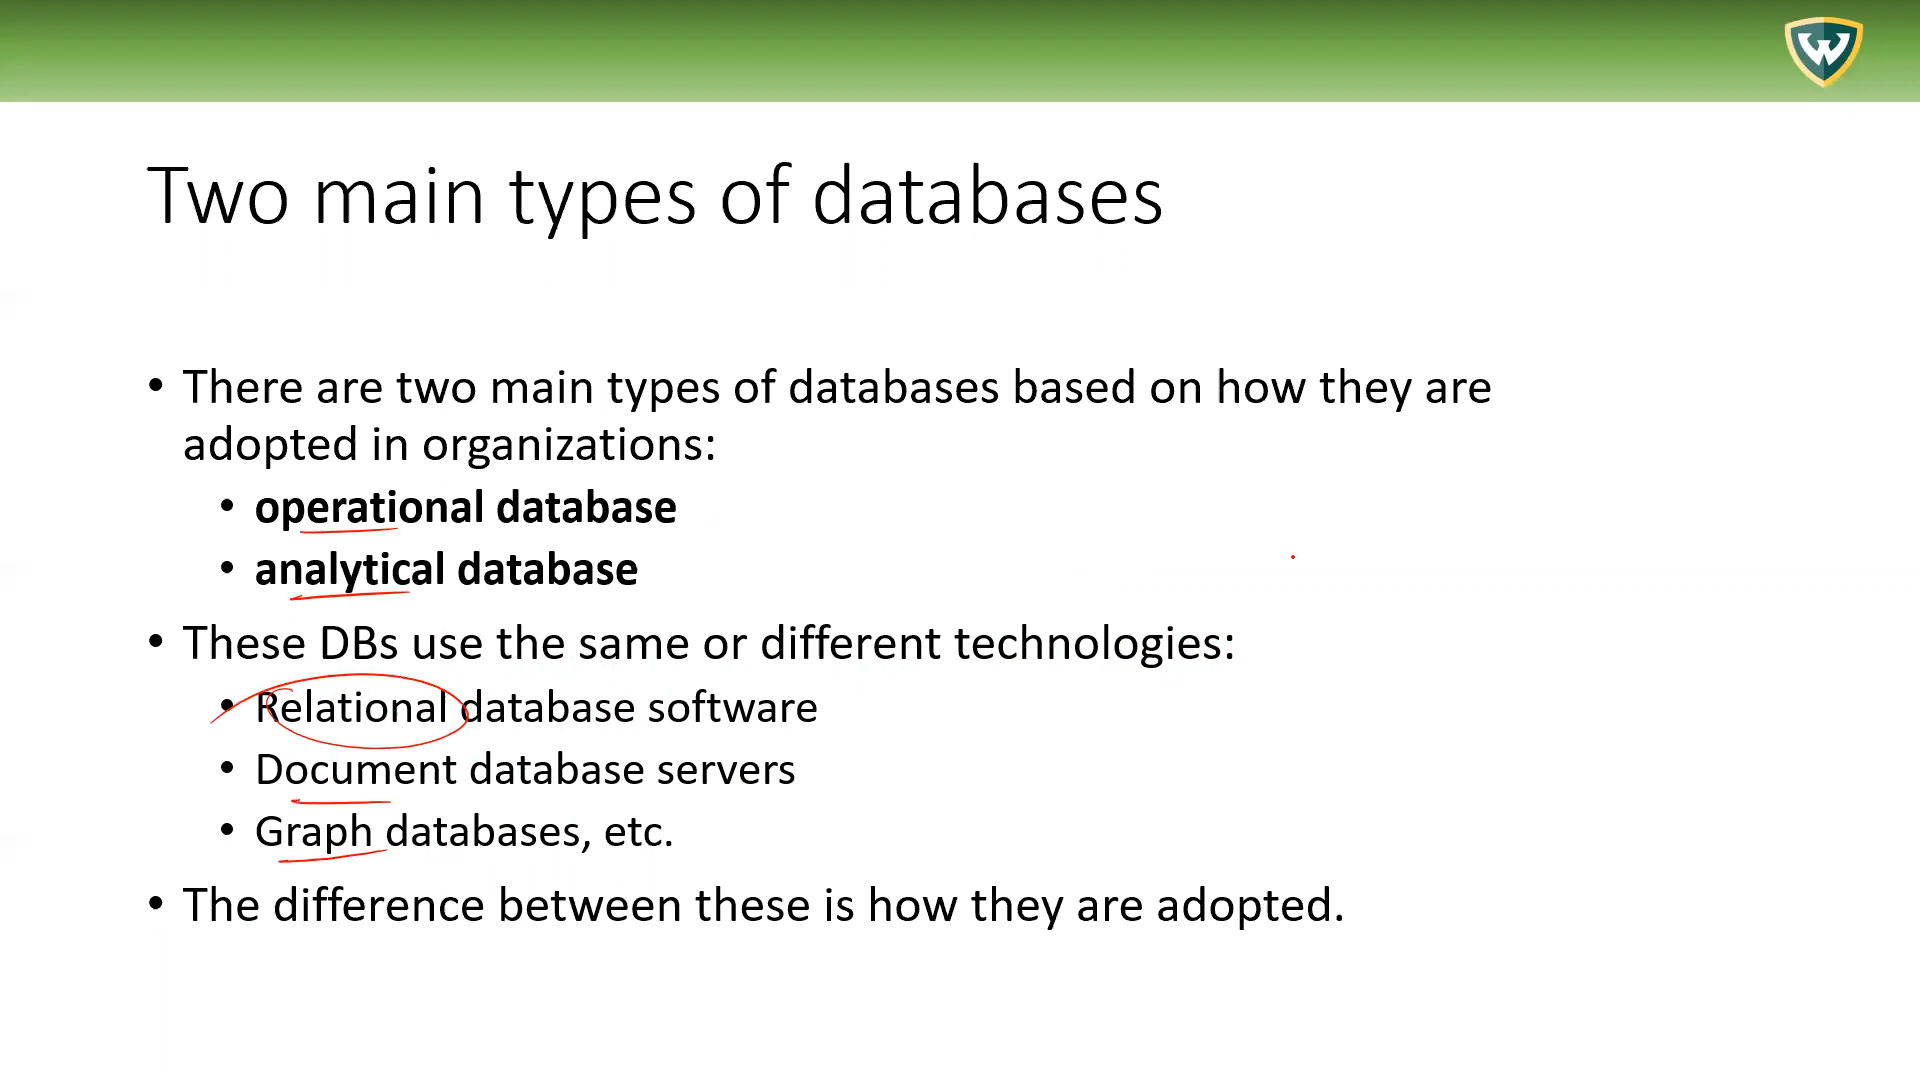 W
Two main types of databases
• There are two main types of databases based on how they are
adopted in organizations:
• operational database
• analytical database
• These DBs use the same or different technologies:
• Relational database software
• Document database servers
• Graph databases, etc.
• The difference between these is how they are adopted.